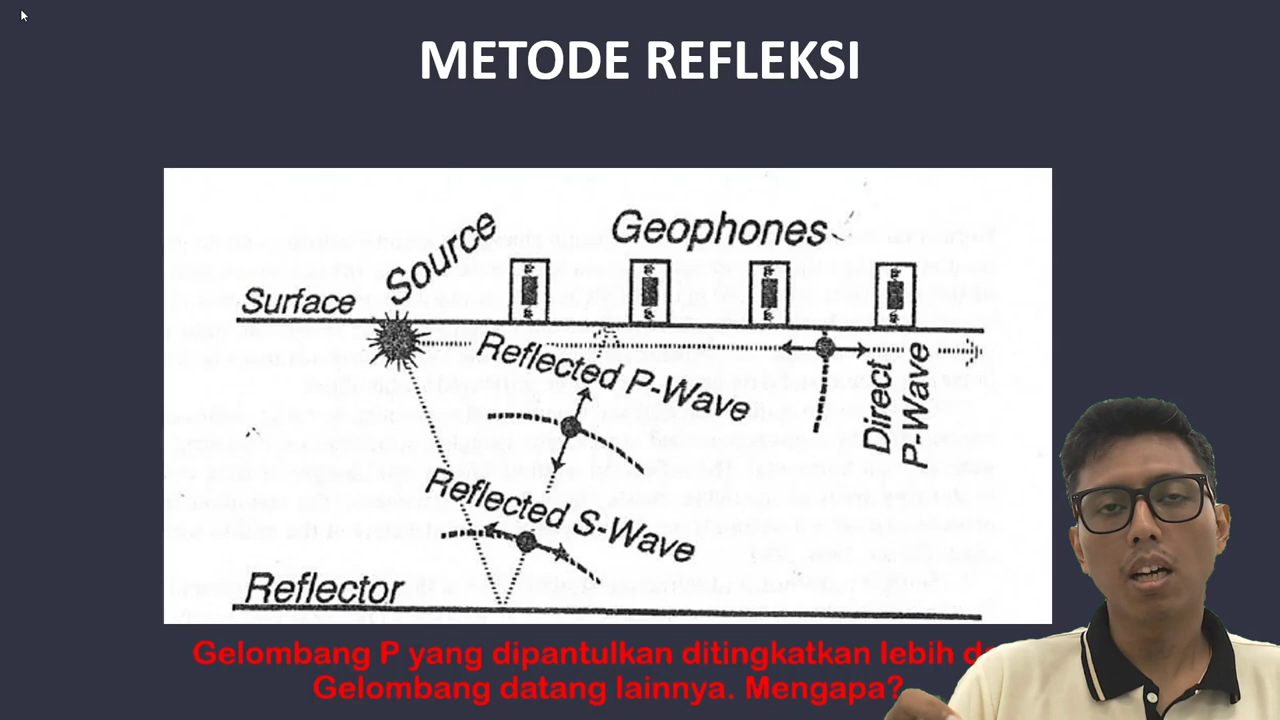 METODE REFLEKSI
Source
Geophones
Surface
Reflected P-Wave
Direct
P-Wave
Reflected S-Wave
Reflector
Gelombang P yang dipantulkan ditingkatkan lebih
Gelombang datang lainnya. Mengapa?